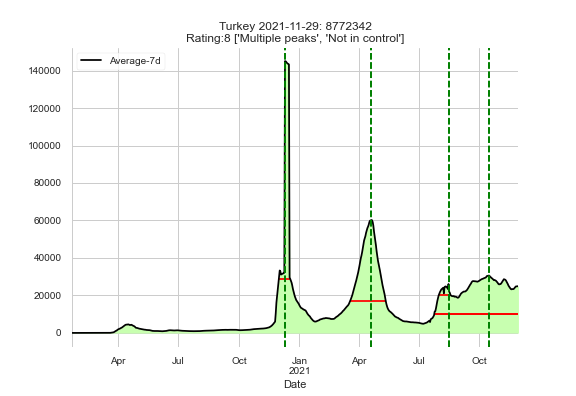 Turkey 2021-11-29: 8772342
Rating:8 ['Multiple peaks', 'Not in control']
Average-7d
140000
120000
100000
80000
60000
40000
20000
0
Apr Jul Oct Jan Apr Jul Oct
2021
Date